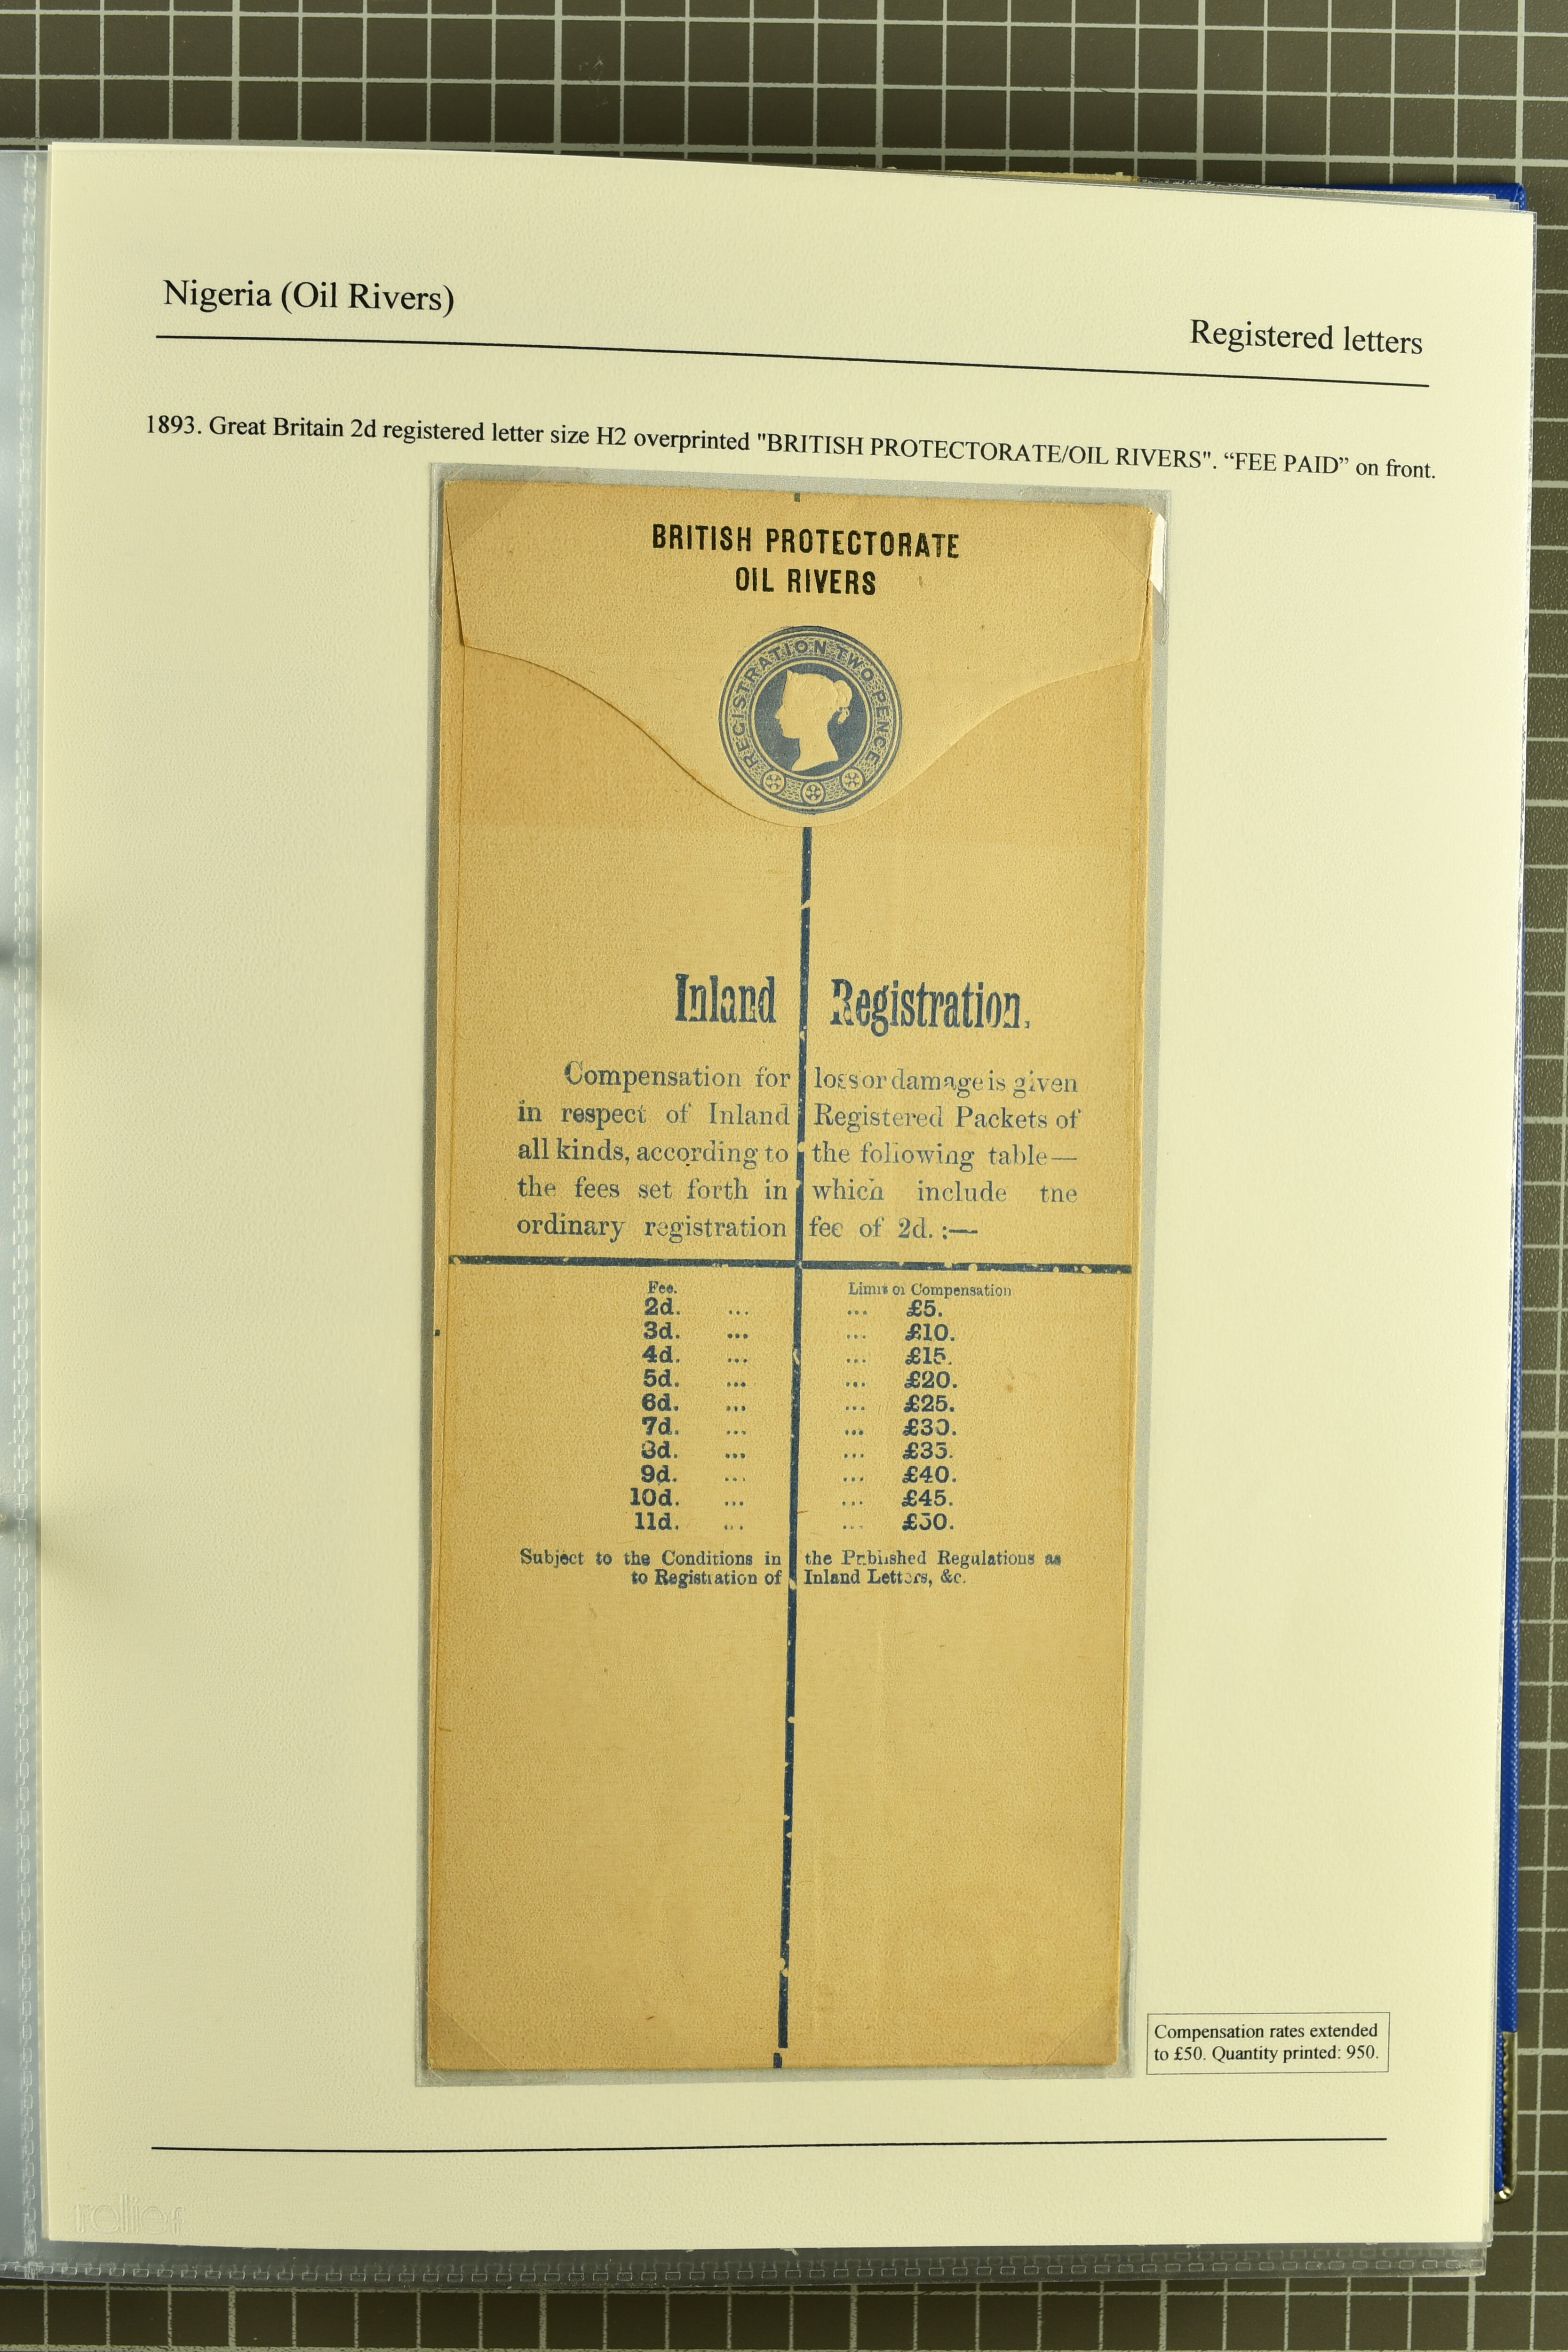 Nigeria (Oil Rivers)
Registered letters
1893. Great Britain 2d registered letter size H2 overprinted "BRITISH PROTECTORATE/OIL RIVERS". “FEE PAID” on front.
BRITISH PROTECTORATE
OIL RIVERS
REGISTRATION TWO PENCE
Inland Registration.
Compensation for loss or damage is given
in respect of Inland Registered Packets of
all kinds, according to the following table—
the fees set forth in which include the
ordinary registration fee of 2d. :—
Fee. Limit of Compensation
2d. ... ... £5.
3d. ... ... £10.
4d. ... ... £15.
5d. ... ... £20.
6d. ... ... £25.
7d. ... ... £30.
8d. ... ... £35.
9d. ... ... £40.
10d. ... ... £45.
11d. ... ... £50.
Subject to the Conditions in the Published Regulations as
to Registration of Inland Letters, &c.
Compensation rates extended
to £50. Quantity printed: 950.
relief